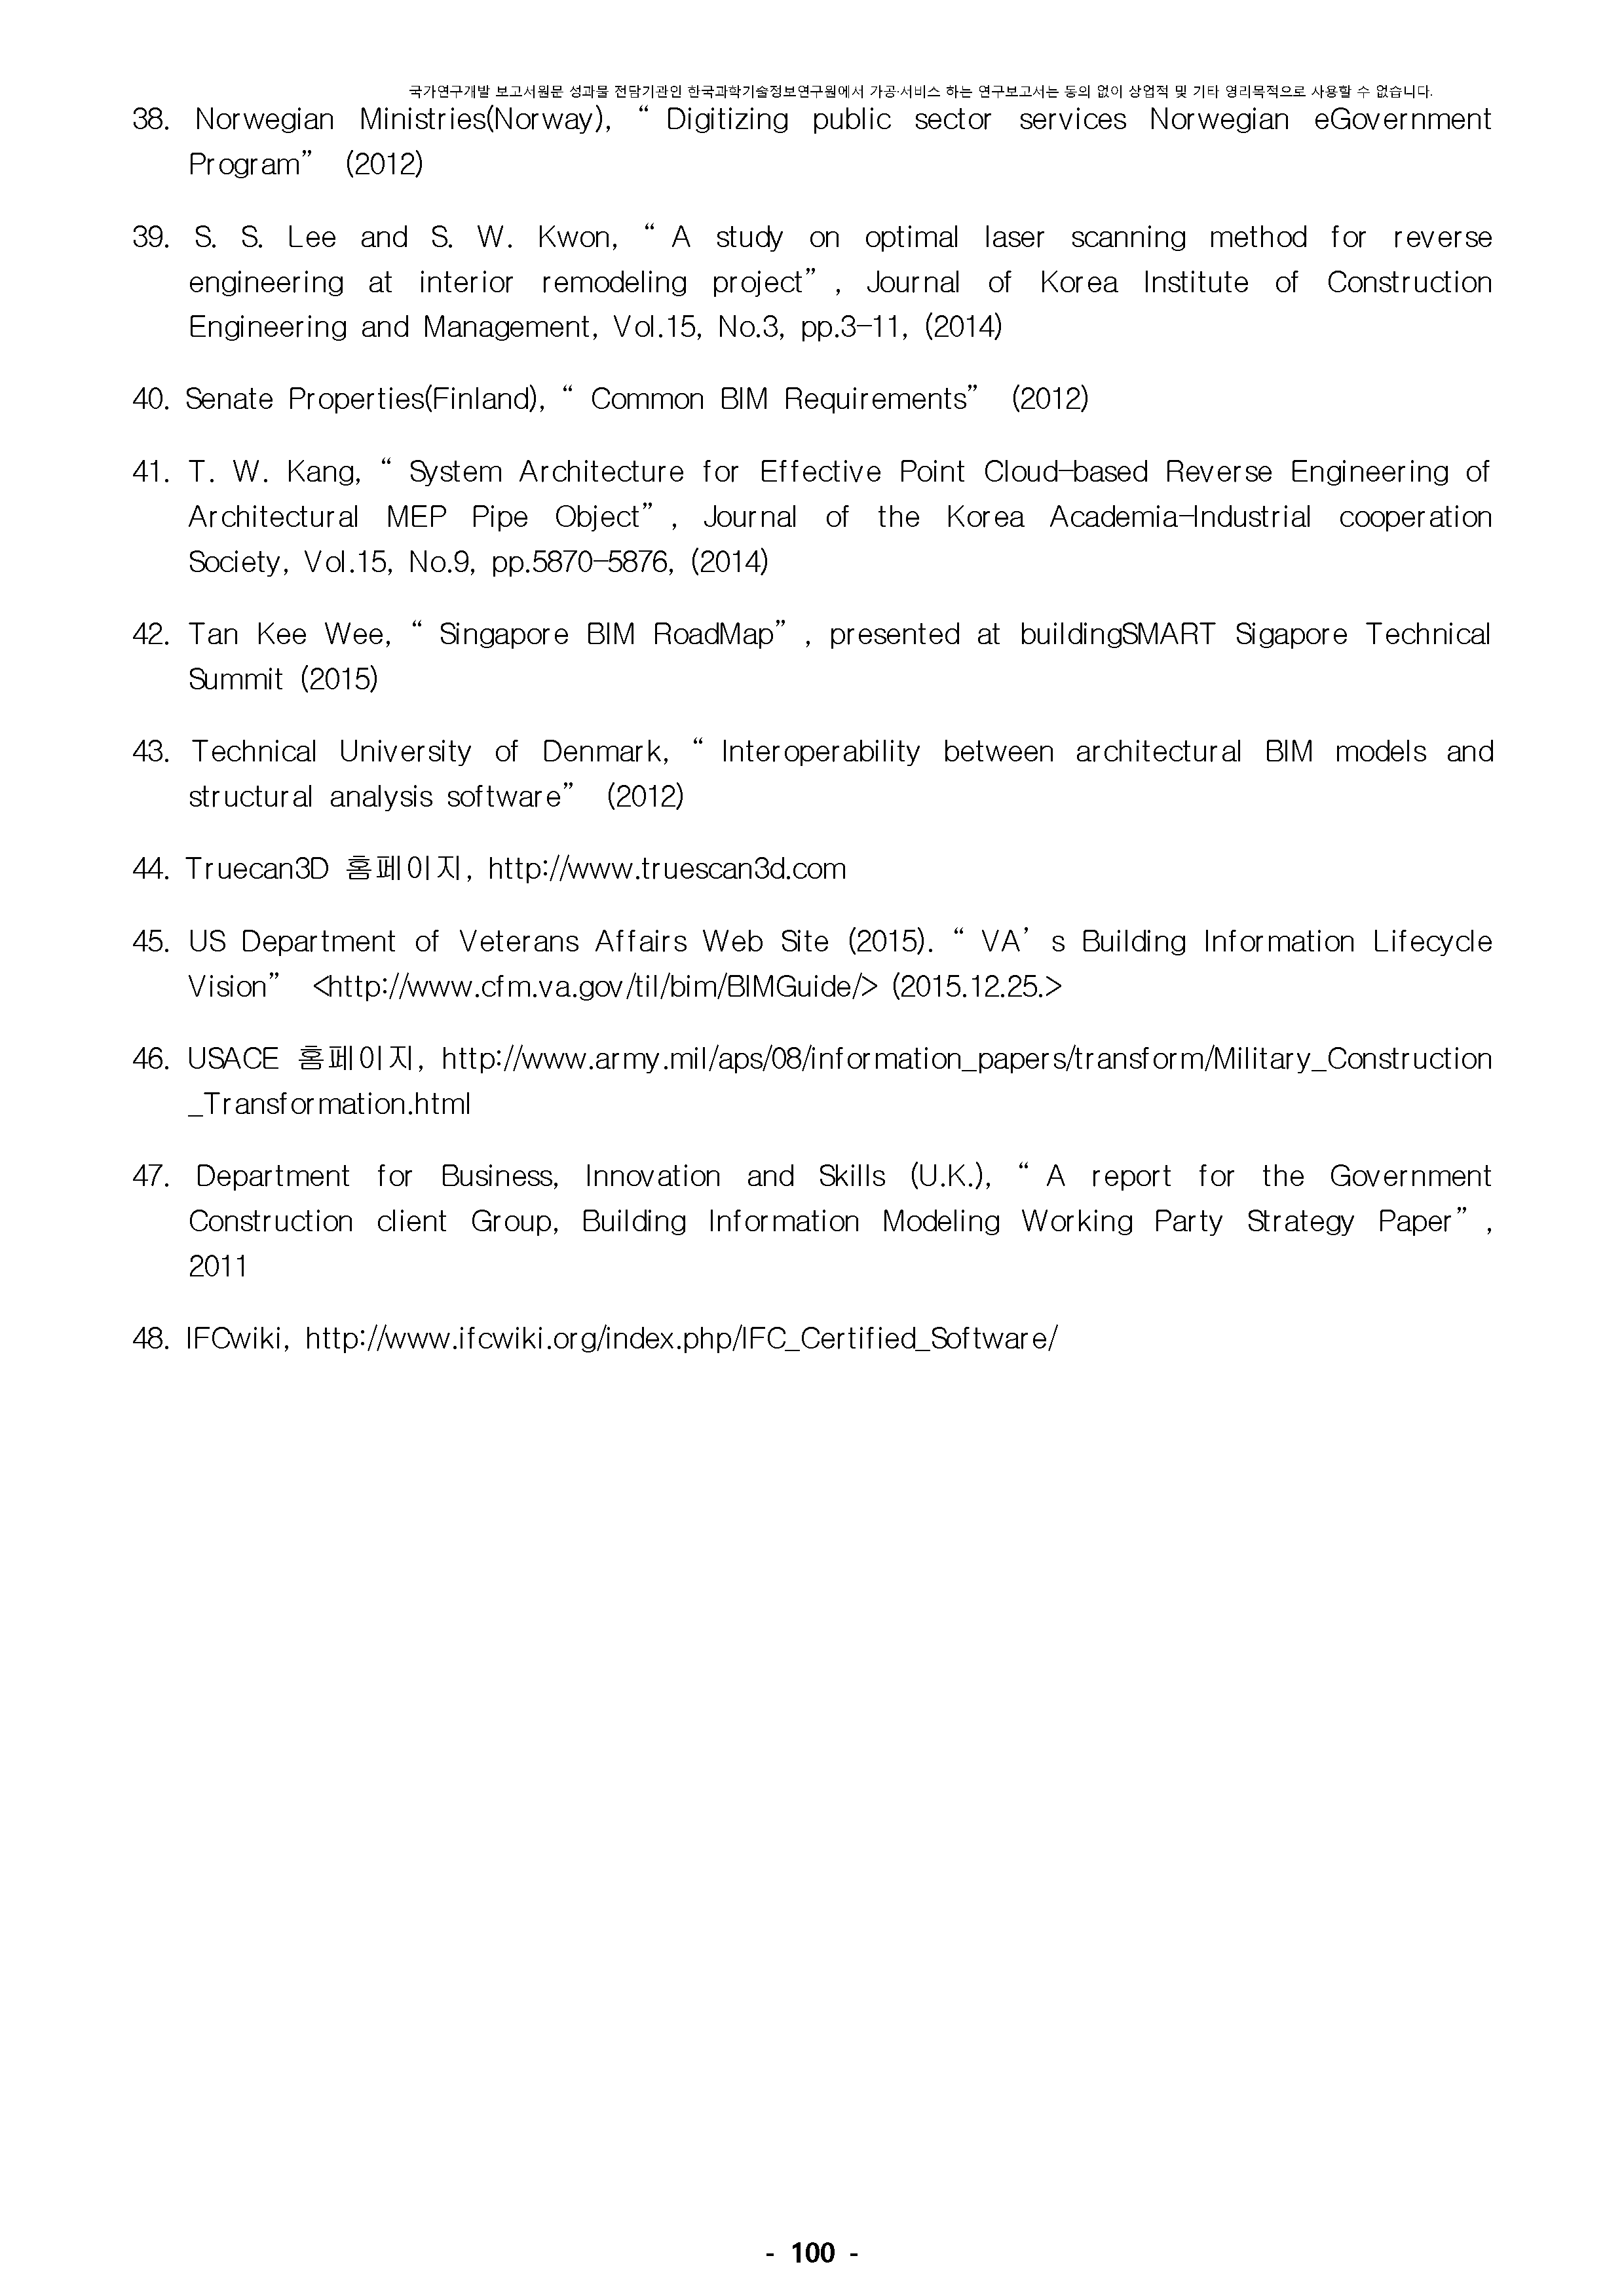 국가연구개발 보고서원문 성과물 전담기관인 한국과학기술정보연구원에서 가공·서비스 하는 연구보고서는 동의 없이 상업적 및 기타 영리목적으로 사용할 수 없습니다.
38. Norwegian Ministries(Norway), “ Digitizing public sector services Norwegian eGovernment
Program” (2012)
39. S. S. Lee and S. W. Kwon, “ A study on optimal laser scanning method for reverse
engineering at interior remodeling project” , Journal of Korea Institute of Construction
Engineering and Management, Vol.15, No.3, pp.3-11, (2014)
40. Senate Properties(Finland), “ Common BIM Requirements” (2012)
41. T. W. Kang, “ System Architecture for Effective Point Cloud-based Reverse Engineering of
Architectural MEP Pipe Object” , Journal of the Korea Academia-Industrial cooperation
Society, Vol.15, No.9, pp.5870-5876, (2014)
42. Tan Kee Wee, “ Singapore BIM RoadMap” , presented at buildingSMART Sigapore Technical
Summit (2015)
43. Technical University of Denmark, “ Interoperability between architectural BIM models and
structural analysis software” (2012)
44. Truecan3D 홈페이지, http://www.truescan3d.com
45. US Department of Veterans Affairs Web Site (2015). “ VA’ s Building Information Lifecycle
Vision” <http://www.cfm.va.gov/til/bim/BIMGuide/> (2015.12.25.>
46. USACE 홈페이지, http://www.army.mil/aps/08/information_papers/transform/Military_Construction
_Transformation.html
47. Department for Business, Innovation and Skills (U.K.), “ A report for the Government
Construction client Group, Building Information Modeling Working Party Strategy Paper” ,
2011
48. IFCwiki, http://www.ifcwiki.org/index.php/IFC_Certified_Software/
- 100 -